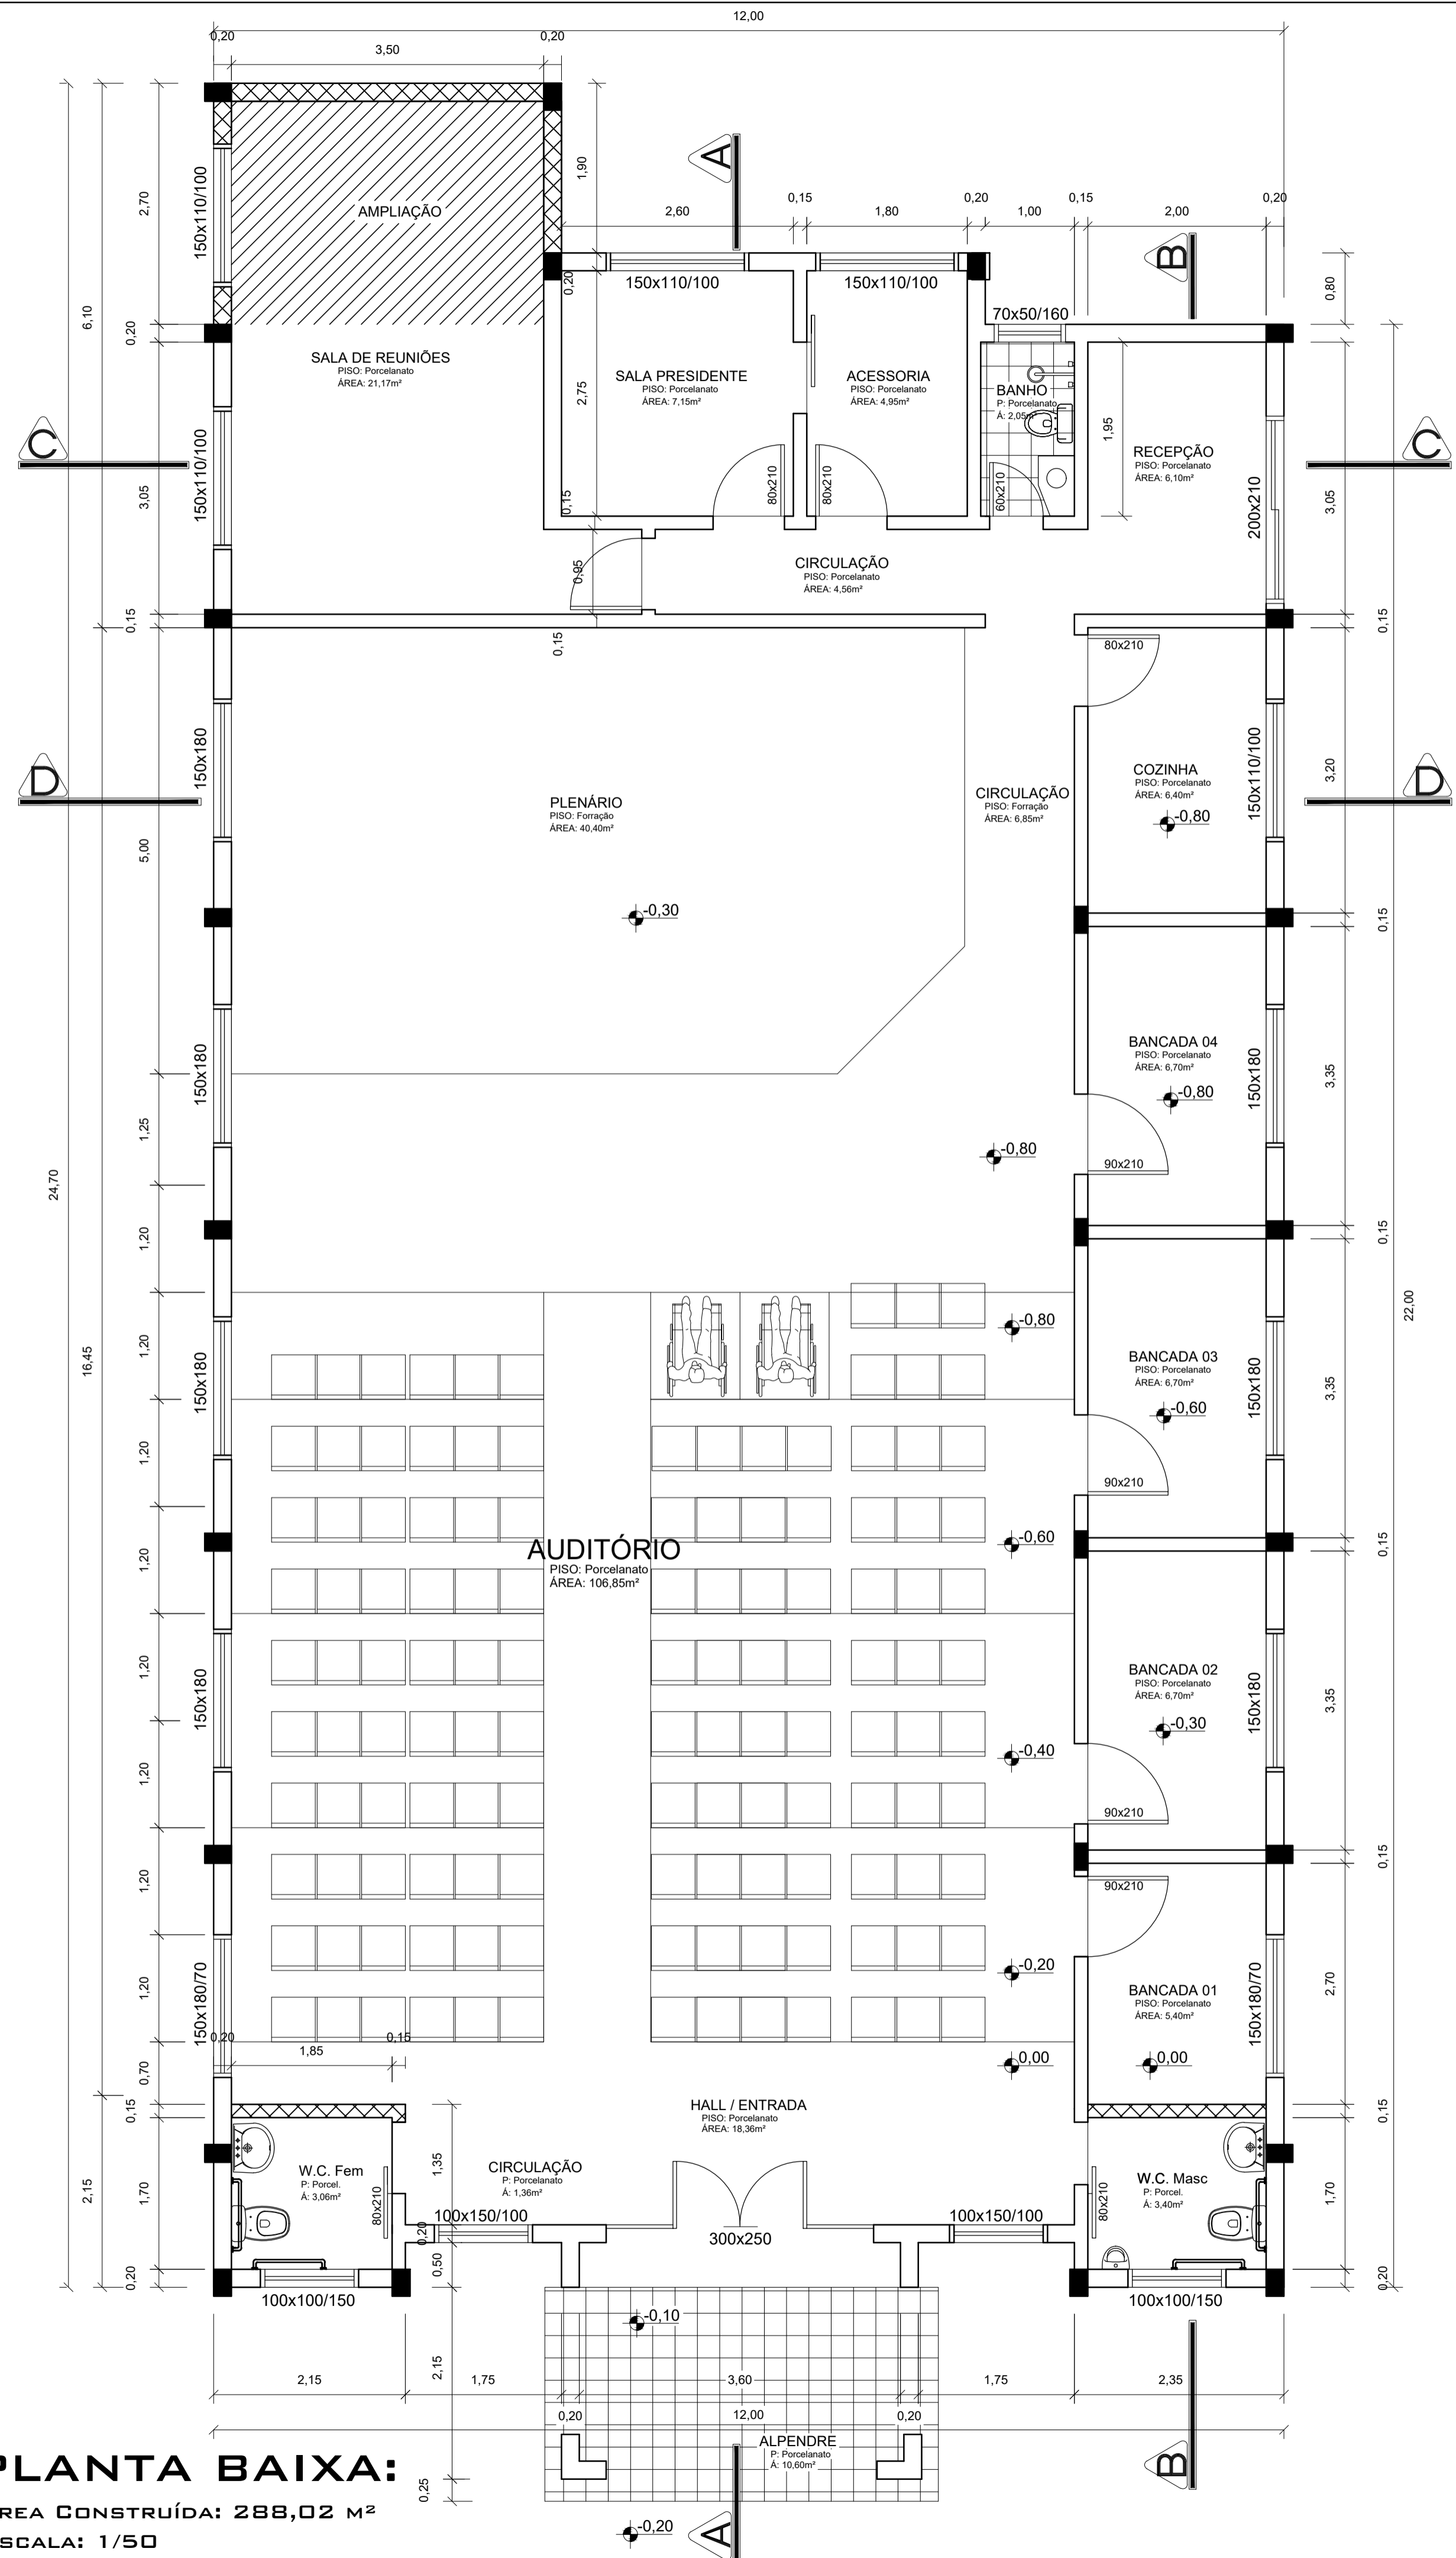 12,00
0,20
3,50
0,20
A
1,90
2,70
150x110/100
AMPLIAÇÃO
2,60
0,15
1,80
0,20
1,00
0,15
2,00
0,20
B
0,80
6,10
0,20
0,20
150x110/100
150x110/100
70x50/160
SALA DE REUNIÕES
PISO: Porcelanato
ÁREA: 21,17m²
2,75
SALA PRESIDENTE
PISO: Porcelanato
ÁREA: 7,15m²
ACESSORIA
PISO: Porcelanato
ÁREA: 4,95m²
BANHO
P: Porcelanato
Á: 2,05m²
1,95
RECEPÇÃO
PISO: Porcelanato
ÁREA: 6,10m²
C
C
3,05
150x110/100
0,15
80x210
80x210
60x210
200x210
3,05
0,95
CIRCULAÇÃO
PISO: Porcelanato
ÁREA: 4,56m²
0,15
0,15
0,15
80x210
150x180
D
D
PLENÁRIO
PISO: Forração
ÁREA: 40,40m²
CIRCULAÇÃO
PISO: Forração
ÁREA: 6,85m²
COZINHA
PISO: Porcelanato
ÁREA: 6,40m²
-0,80
150x110/100
3,20
5,00
-0,30
0,15
150x180
BANCADA 04
PISO: Porcelanato
ÁREA: 6,70m²
-0,80
150x180
3,35
1,25
24,70
-0,80
90x210
1,20
0,15
22,00
16,45
1,20
150x180
-0,80
BANCADA 03
PISO: Porcelanato
ÁREA: 6,70m²
-0,60
150x180
3,35
1,20
90x210
AUDITÓRIO
PISO: Porcelanato
ÁREA: 106,85m²
-0,60
1,20
0,15
1,20
150x180
BANCADA 02
PISO: Porcelanato
ÁREA: 6,70m²
-0,30
150x180
3,35
-0,40
1,20
90x210
1,20
0,15
90x210
1,20
150x180/70
-0,20
BANCADA 01
PISO: Porcelanato
ÁREA: 5,40m²
150x180/70
2,70
0,20
1,85
0,15
0,70
0,00
0,00
0,15
HALL / ENTRADA
PISO: Porcelanato
ÁREA: 18,36m²
0,15
2,15
1,70
W.C. Fem
P: Porcel.
Á: 3,06m²
80x210
1,35
CIRCULAÇÃO
P: Porcelanato
Á: 1,36m²
W.C. Masc
P: Porcel.
Á: 3,40m²
80x210
1,70
100x150/100
300x250
100x150/100
0,20
0,50
0,20
0,20
100x100/150
100x100/150
-0,10
2,15
2,15
1,75
3,60
1,75
2,35
0,20
12,00
0,20
ALPENDRE
P: Porcelanato
Á: 10,60m²
B
0,25
-0,20
A
PLANTA BAIXA:
REA CONSTRUÍDA: 288,02 M²
SCALA: 1/50